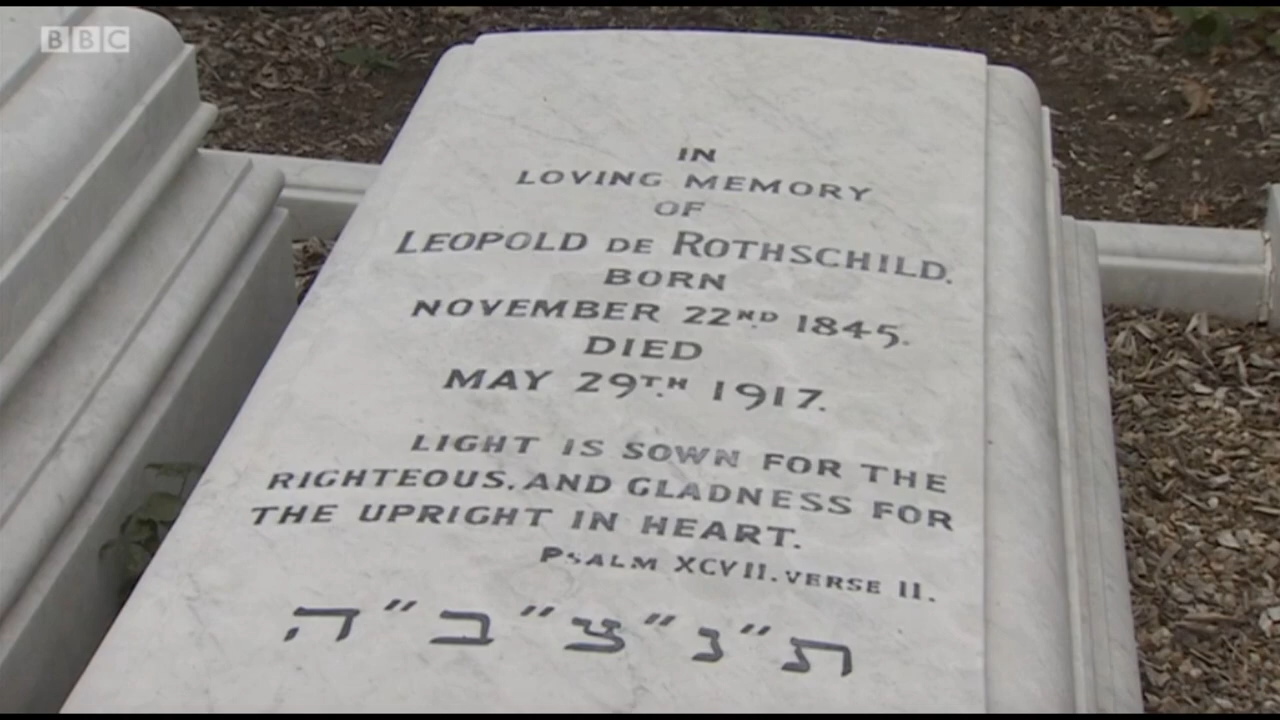 BBC
IN
LOVING MEMORY
OF
LEOPOLD DE ROTHSCHILD.
BORN
NOVEMBER 22ND 1845.
DIED
MAY 29TH 1917.
LIGHT IS SOWN FOR THE
RIGHTEOUS, AND GLADNESS FOR
THE UPRIGHT IN HEART.
PSALM XCVII. VERSE 11.
ת"נ"צ"ב"ה